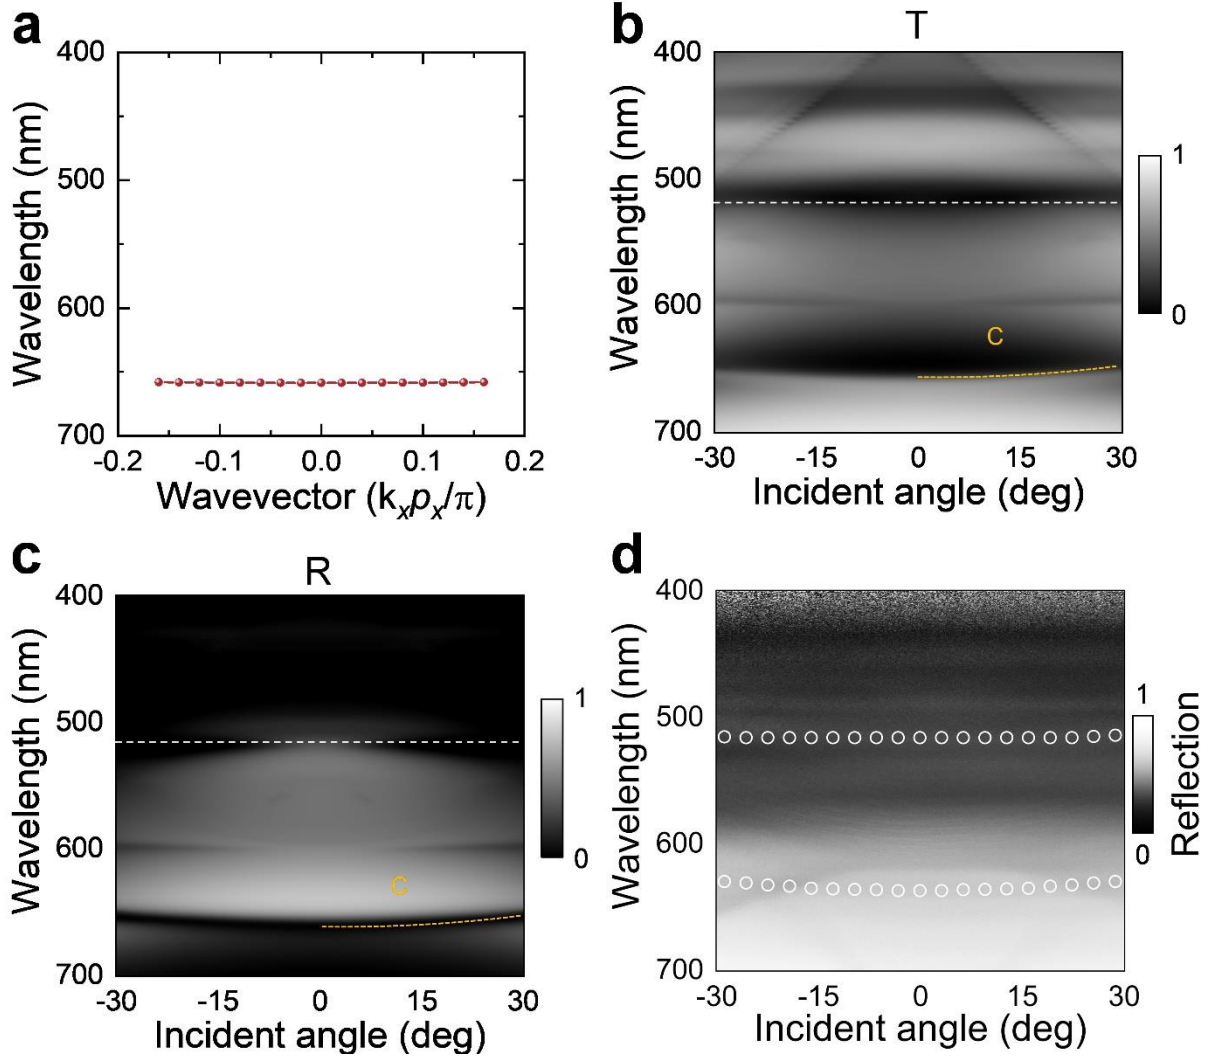 a
400
500
600
700
Wavelength (nm)
-0.2
-0.1
0.0
0.1
0.2
Wavevector (kₓpₓ/π)
b
T
400
500
600
700
Wavelength (nm)
C
-30
-15
0
15
30
Incident angle (deg)
1
0
c
R
400
500
600
700
Wavelength (nm)
C
-30
-15
0
15
30
Incident angle (deg)
1
0
d
400
500
600
700
Wavelength (nm)
-30
-15
0
15
30
Incident angle (deg)
1
0
Reflection